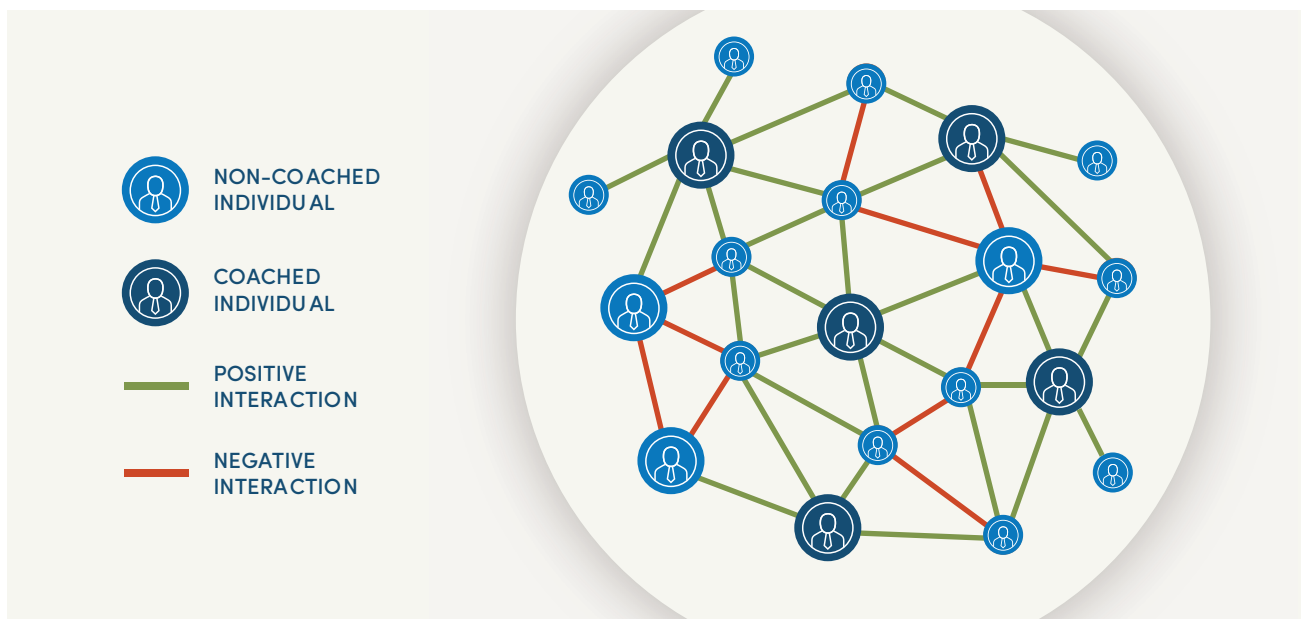 NON-COACHED
INDIVIDUAL
COACHED
INDIVIDUAL
POSITIVE
INTERACTION
NEGATIVE
INTERACTION